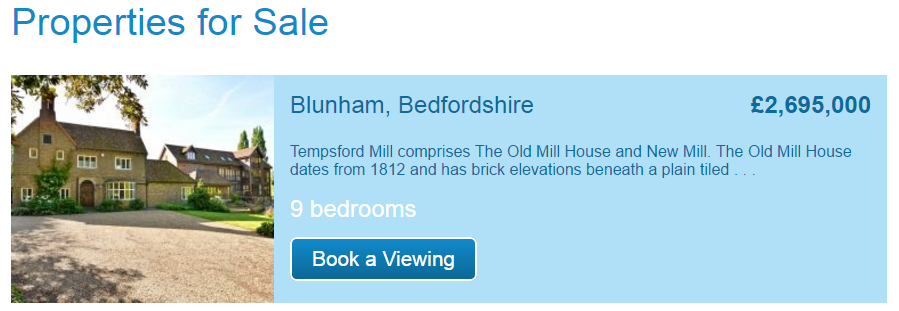 Properties for Sale
Blunham, Bedfordshire
£2,695,000
Tempsford Mill comprises The Old Mill House and New Mill. The Old Mill House
dates from 1812 and has brick elevations beneath a plain tiled . . .
9 bedrooms
Book a Viewing